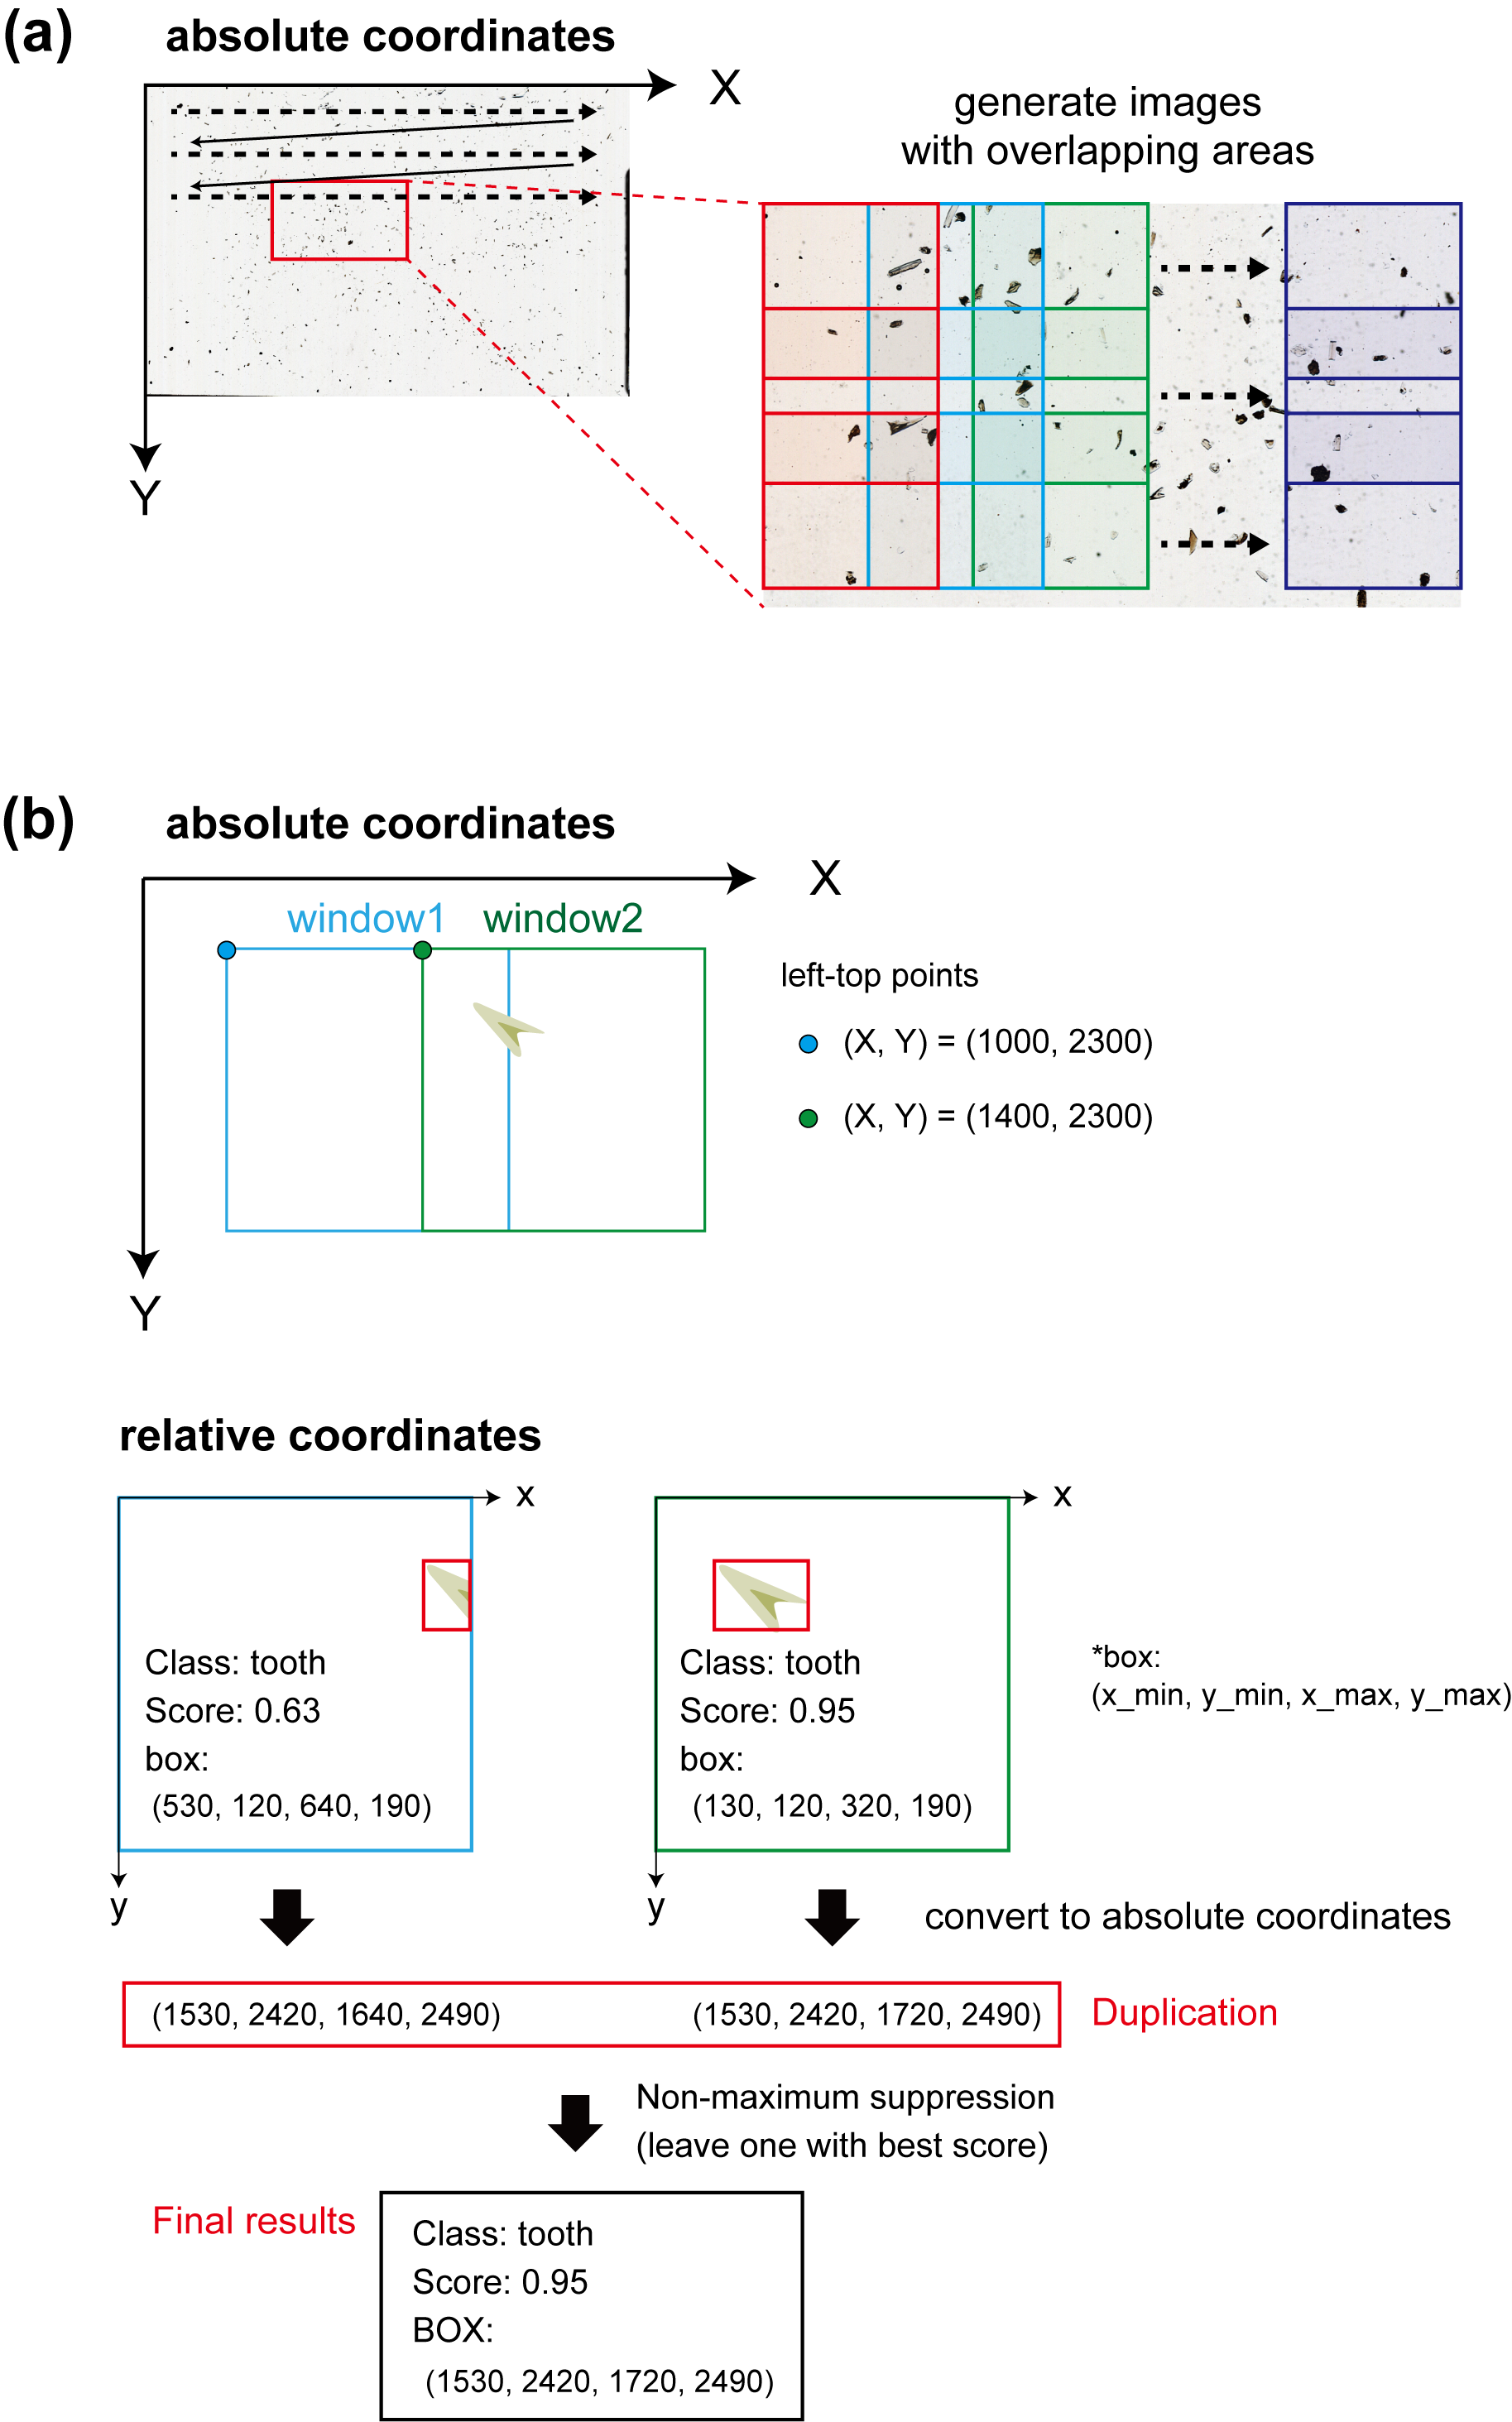 (a)
absolute coordinates
X
Y
generate images
with overlapping areas
(b)
absolute coordinates
X
window1
window2
Y
left-top points
(X, Y) = (1000, 2300)
(X, Y) = (1400, 2300)
relative coordinates
x
Class: tooth
Score: 0.63
box:
(530, 120, 640, 190)
y
x
Class: tooth
Score: 0.95
box:
(130, 120, 320, 190)
y
*box:
(x_min, y_min, x_max, y_max)
convert to absolute coordinates
(1530, 2420, 1640, 2490)
(1530, 2420, 1720, 2490)
Duplication
Non-maximum suppression
(leave one with best score)
Final results
Class: tooth
Score: 0.95
BOX:
(1530, 2420, 1720, 2490)